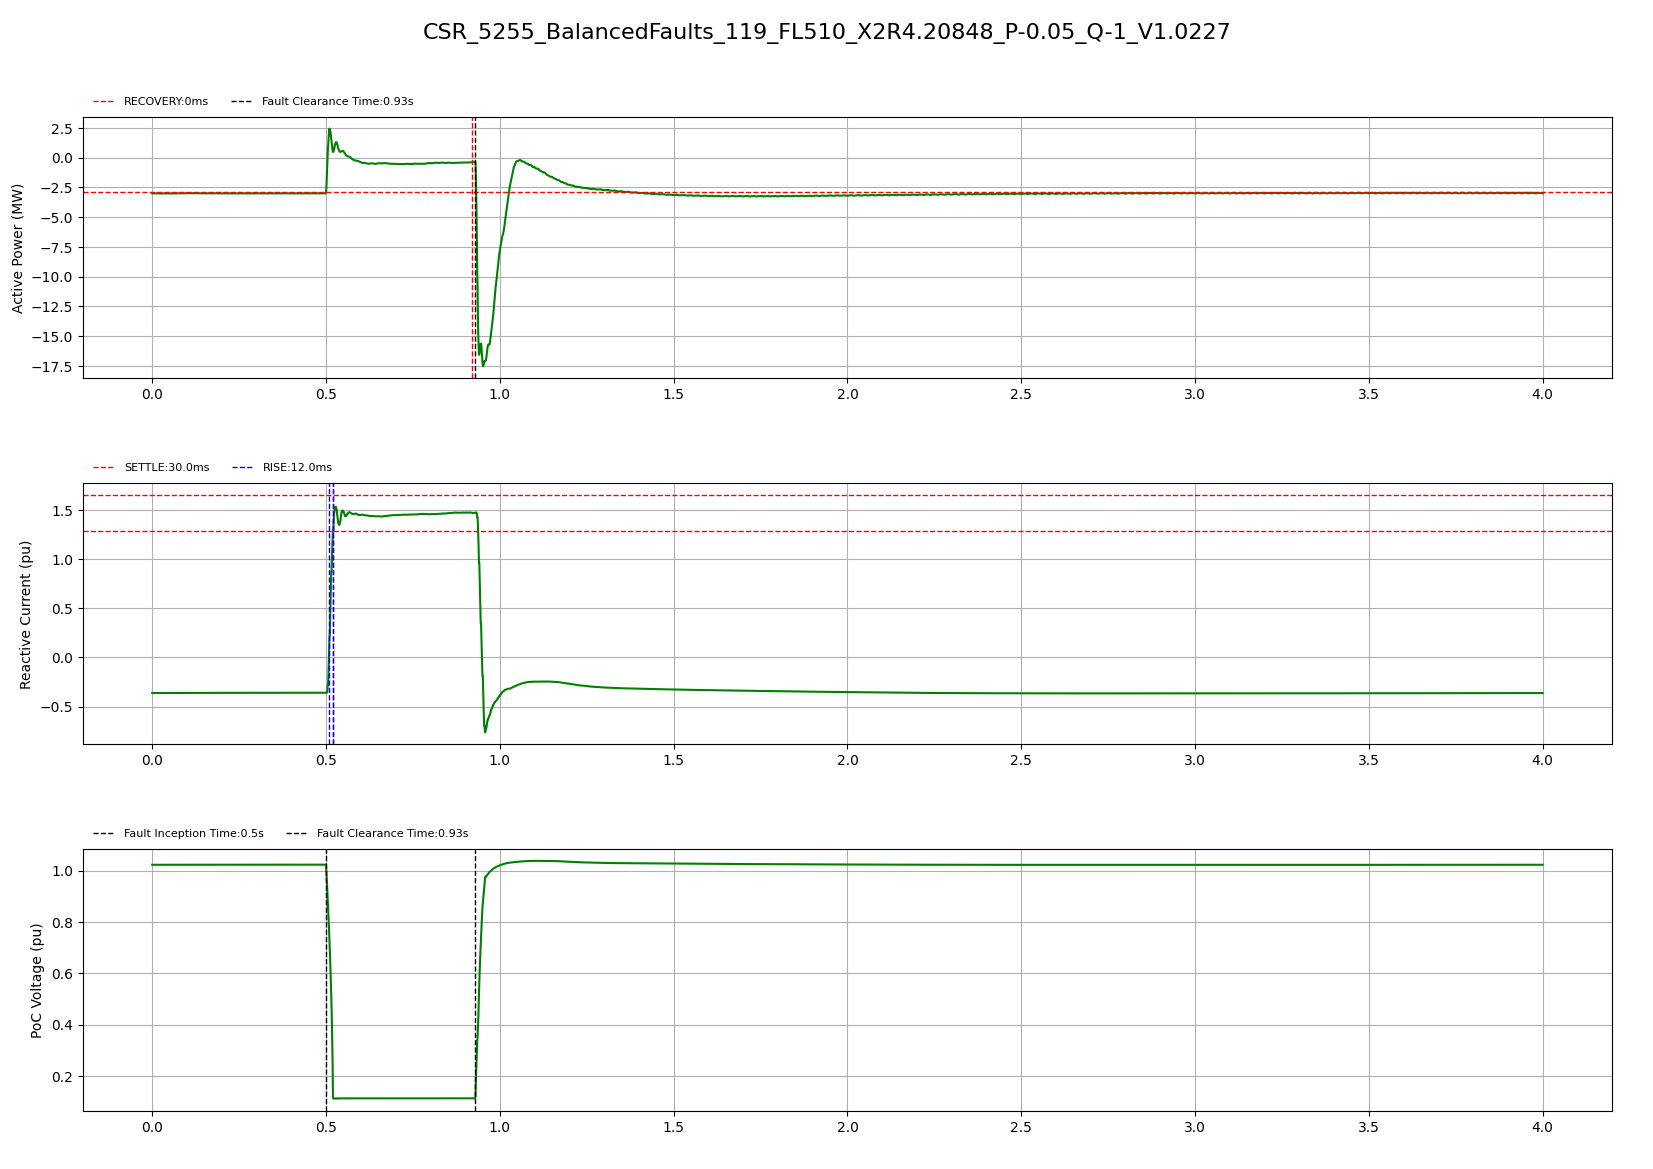 CSR_5255_BalancedFaults_119_FL510_X2R4.20848_P-0.05_Q-1_V1.0227
RECOVERY:0ms Fault Clearance Time:0.93s
Active Power (MW)
2.5
0.0
−2.5
−5.0
−7.5
−10.0
−12.5
−15.0
−17.5
0.0 0.5 1.0 1.5 2.0 2.5 3.0 3.5 4.0
SETTLE:30.0ms RISE:12.0ms
Reactive Current (pu)
1.5
1.0
0.5
0.0
−0.5
0.0 0.5 1.0 1.5 2.0 2.5 3.0 3.5 4.0
Fault Inception Time:0.5s Fault Clearance Time:0.93s
PoC Voltage (pu)
1.0
0.8
0.6
0.4
0.2
0.0 0.5 1.0 1.5 2.0 2.5 3.0 3.5 4.0